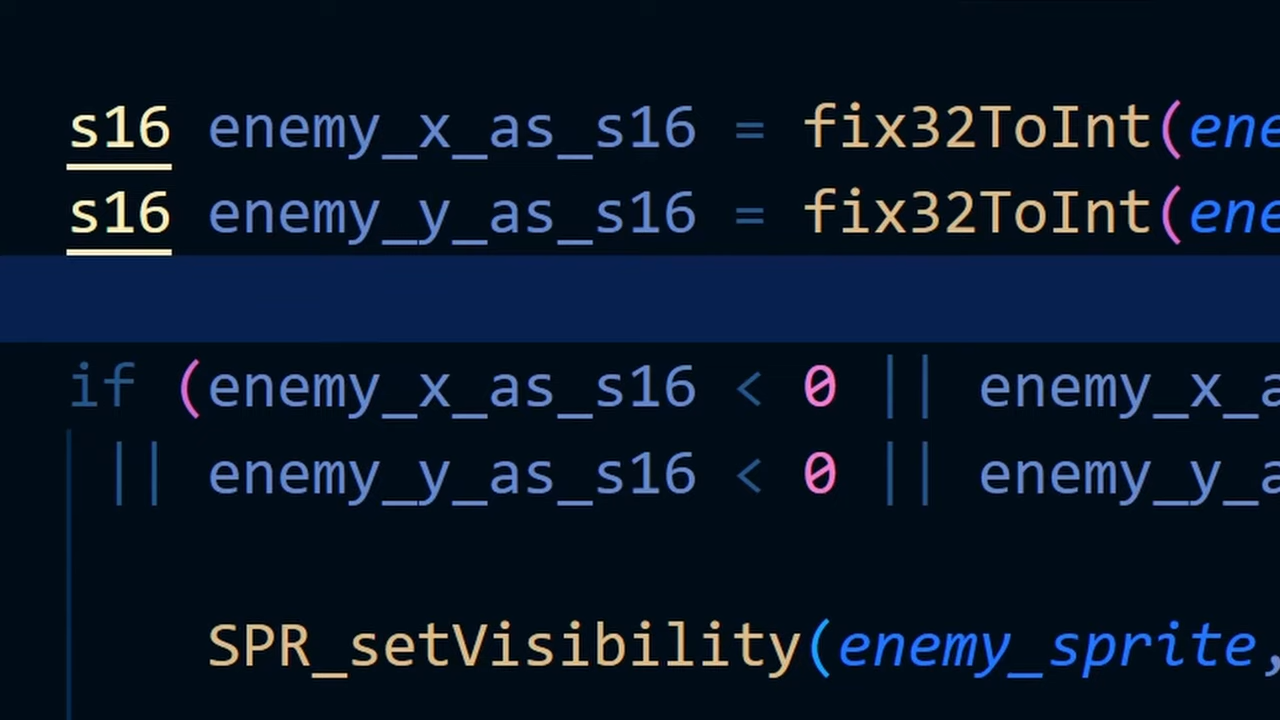 s16 enemy_x_as_s16 = fix32ToInt(ene
s16 enemy_y_as_s16 = fix32ToInt(ene
if (enemy_x_as_s16 < 0 || enemy_x_a
|| enemy_y_as_s16 < 0 || enemy_y_a
SPR_setVisibility(enemy_sprite,